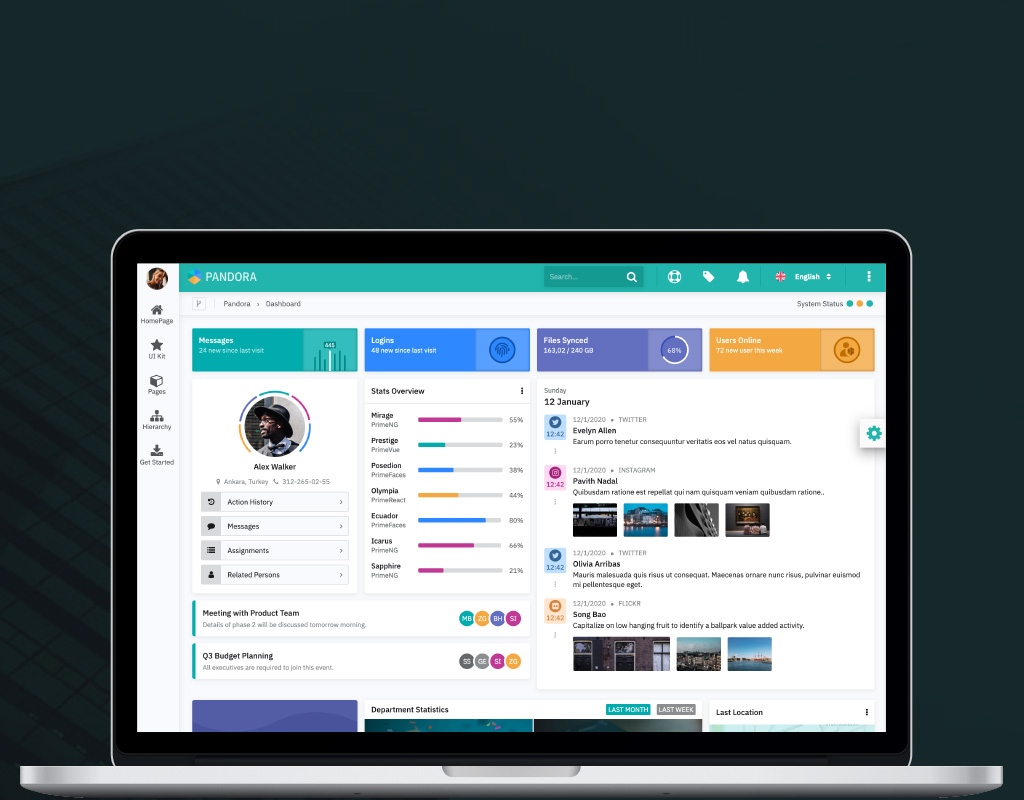 PANDORA
Search...
English
HomePage
UI Kit
Pages
Hierarchy
Get Started
Pandora › Dashboard
System Status
Messages
24 new since last visit
445
Logins
48 new since last visit
Files Synced
163,02 / 240 GB
68%
Users Online
72 new user this week
Alex Walker
Ankara, Turkey 312-265-02-55
Action History
Messages
Assignments
Related Persons
Stats Overview
Mirage
PrimeNG
55%
Prestige
PrimeVue
23%
Posedion
PrimeFaces
38%
Olympia
PrimeReact
44%
Ecuador
PrimeFaces
80%
Icarus
PrimeNG
66%
Sapphire
PrimeNG
21%
Sunday
12 January
12:42
12/1/2020 • TWITTER
Evelyn Allen
Earum porro tenetur consequuntur veritatis eos vel natus quisquam.
12:42
12/1/2020 • INSTAGRAM
Pavith Nadal
Quibusdam ratione est repellat qui nam quisquam veniam quibusdam ratione..
12:42
12/1/2020 • TWITTER
Olivia Arribas
Mauris malesuada quis risus ut consequat. Maecenas ornare nunc risus, pulvinar euismod
mi pellentesque eget.
12:42
12/1/2020 • FLICKR
Song Bao
Capitalize on low hanging fruit to identify a ballpark value added activity.
Meeting with Product Team
Details of phase 2 will be discussed tomorrow morning.
MB ZG BH SI
Q3 Budget Planning
All executives are required to join this event.
SS GE SI ZG
Department Statistics
LAST MONTH LAST WEEK
Last Location